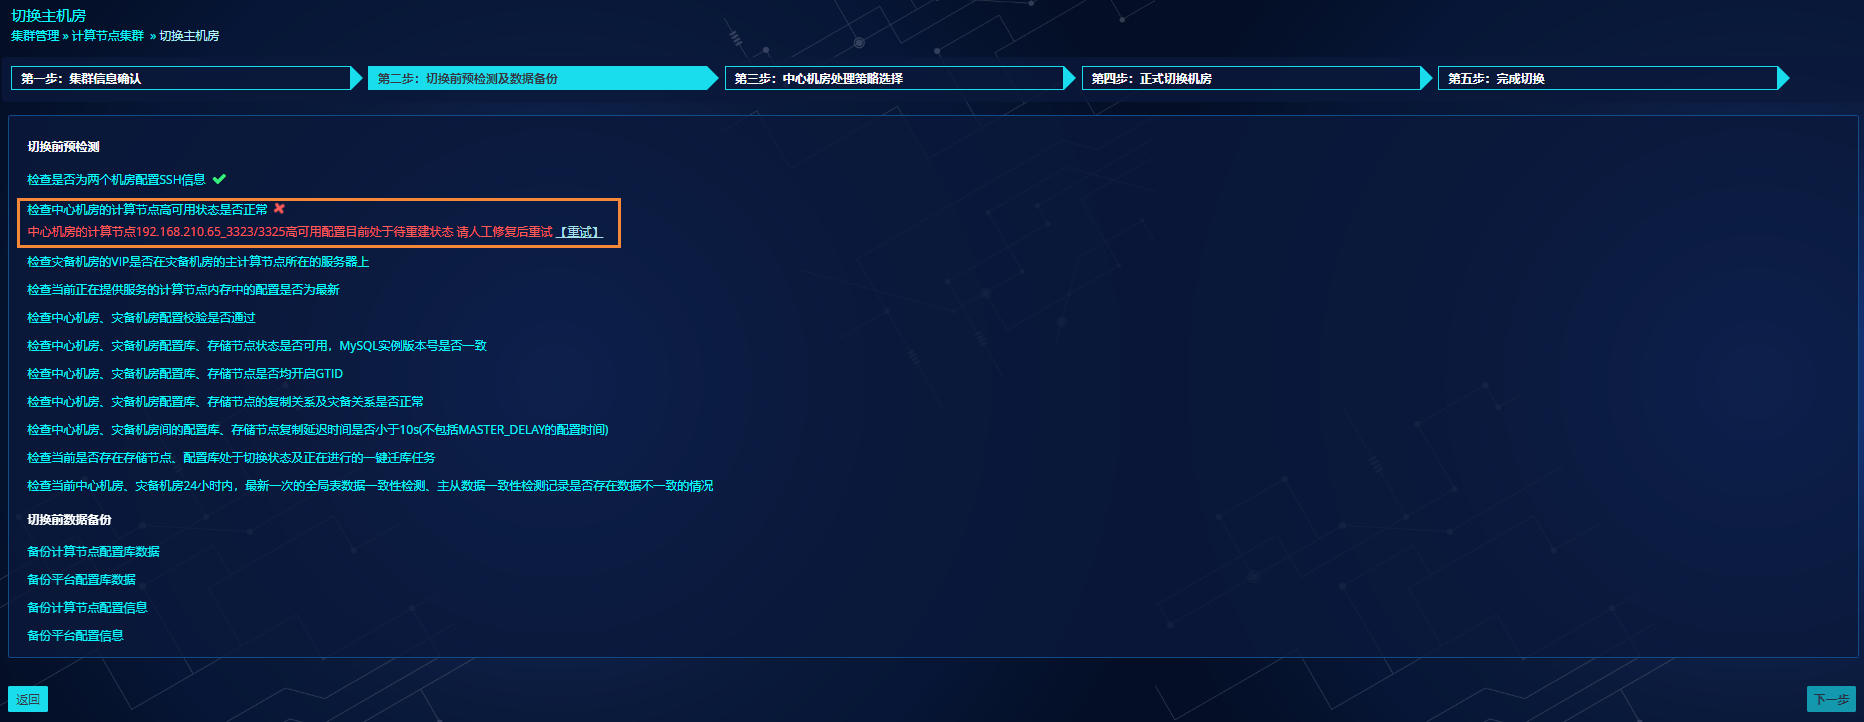 切换主机房
集群管理 » 计算节点集群 » 切换主机房
第一步：集群信息确认
第二步：切换前预检测及数据备份
第三步：中心机房处理策略选择
第四步：正式切换机房
第五步：完成切换
切换前预检测
检查是否为两个机房配置SSH信息
检查中心机房的计算节点高可用状态是否正常
中心机房的计算节点192.168.210.65_3323/3325高可用配置目前处于待重建状态 请人工修复后重试 【重试】
检查灾备机房的VIP是否在灾备机房的主计算节点所在的服务器上
检查当前正在提供服务的计算节点内存中的配置是否为最新
检查中心机房、灾备机房配置校验是否通过
检查中心机房、灾备机房配置库、存储节点状态是否可用，MySQL实例版本号是否一致
检查中心机房、灾备机房配置库、存储节点是否均开启GTID
检查中心机房、灾备机房配置库、存储节点的复制关系及灾备关系是否正常
检查中心机房、灾备机房间的配置库、存储节点复制延迟时间是否小于10s(不包括MASTER_DELAY的配置时间)
检查当前是否存在存储节点、配置库处于切换状态及正在进行的一键迁库任务
检查当前中心机房、灾备机房24小时内，最新一次的全局表数据一致性检测、主从数据一致性检测记录是否存在数据不一致的情况
切换前数据备份
备份计算节点配置库数据
备份平台配置库数据
备份计算节点配置信息
备份平台配置信息
返回
下一步